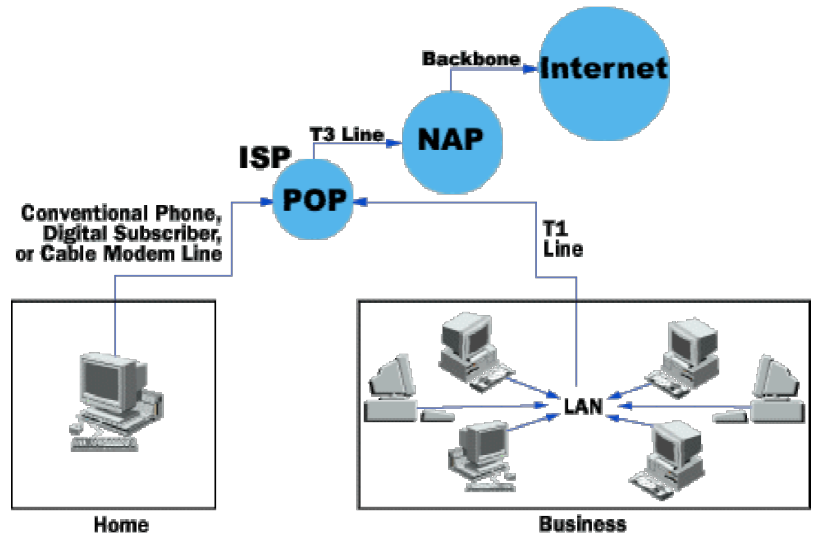 Backbone
Internet
T3 Line
NAP
ISP
POP
Conventional Phone,
Digital Subscriber,
or Cable Modem Line
T1
Line
LAN
Home
Business